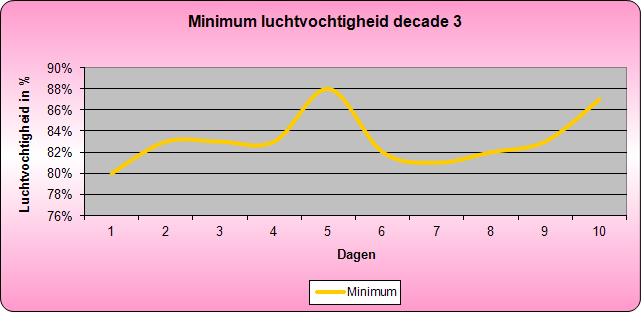 Minimum luchtvochtigheid decade 3
Luchtvochtigheid in %
90%
88%
86%
84%
82%
80%
78%
76%
1 2 3 4 5 6 7 8 9 10
Dagen
Minimum